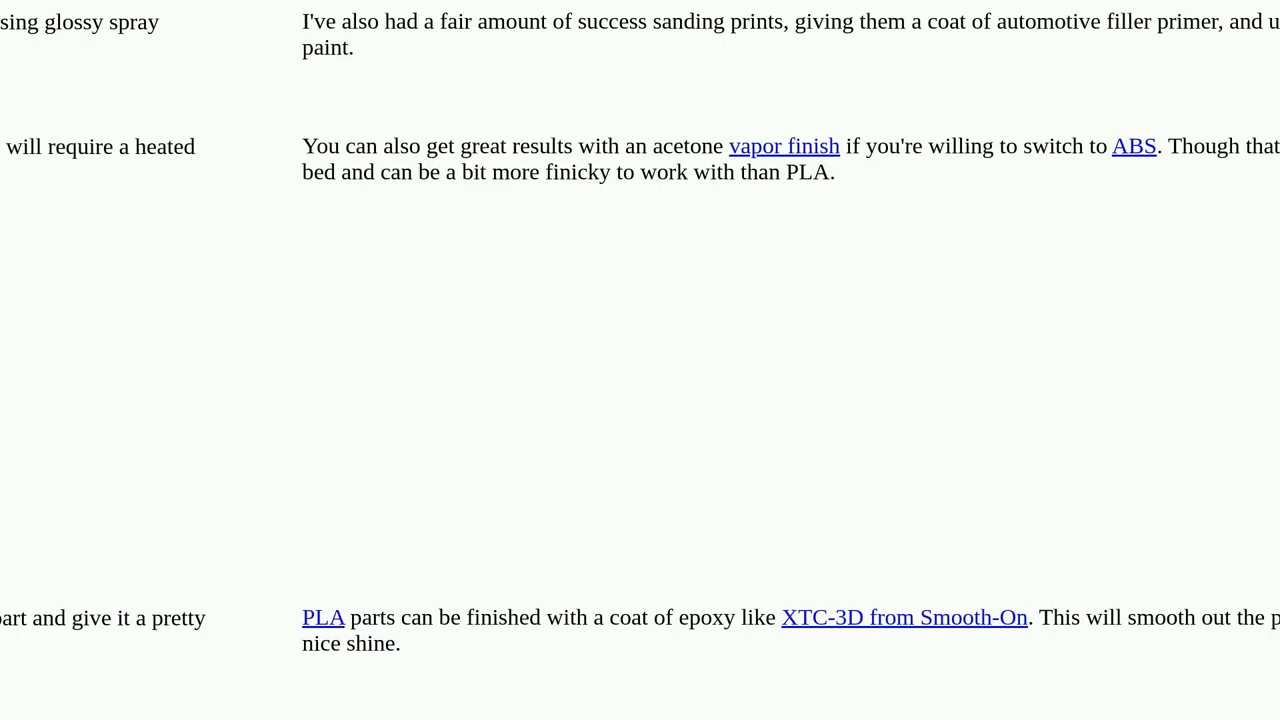 sing glossy spray
I've also had a fair amount of success sanding prints, giving them a coat of automotive filler primer, and u
paint.
will require a heated
You can also get great results with an acetone vapor finish if you're willing to switch to ABS. Though that
bed and can be a bit more finicky to work with than PLA.
part and give it a pretty
PLA parts can be finished with a coat of epoxy like XTC-3D from Smooth-On. This will smooth out the p
nice shine.